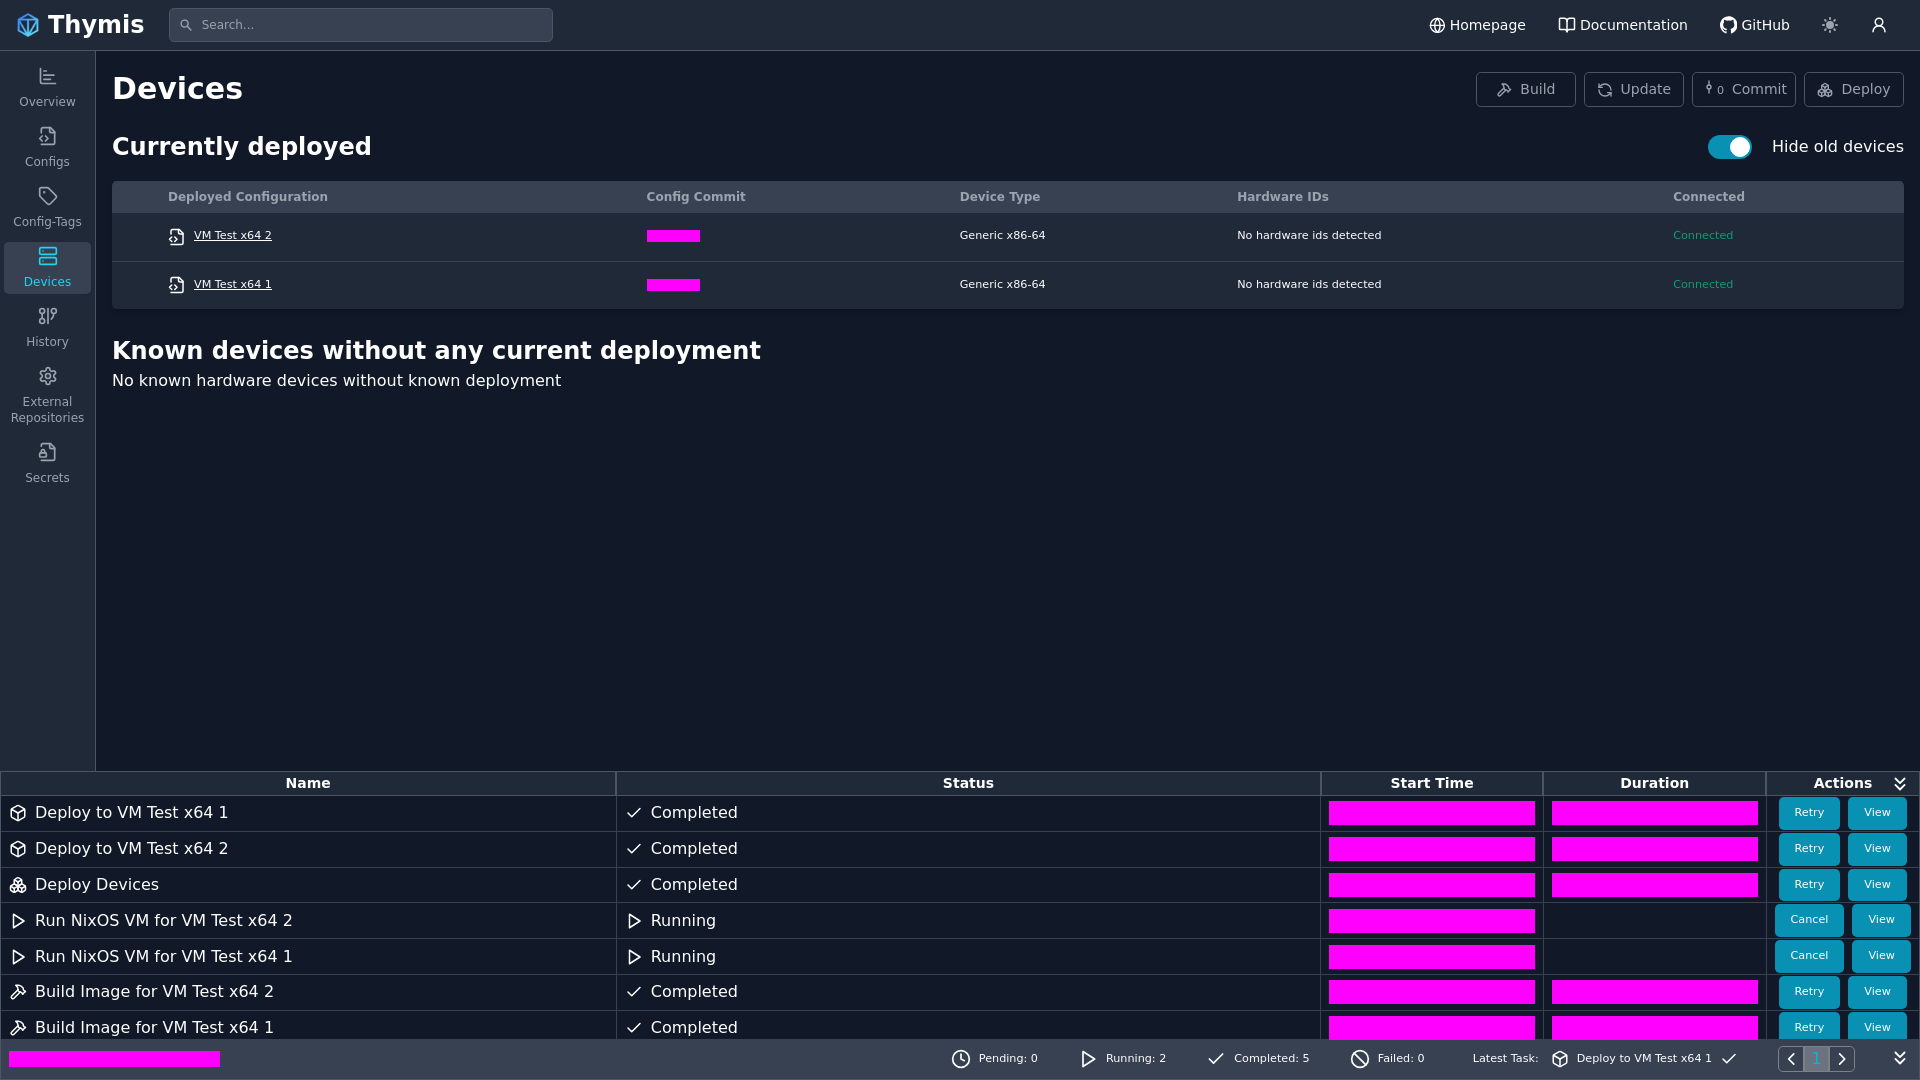 Thymis
Search...
Homepage
Documentation
GitHub
Overview
Configs
Config-Tags
Devices
History
External
Repositories
Secrets
Devices
Build
Update
0 Commit
Deploy
Currently deployed
Hide old devices
Deployed Configuration Config Commit Device Type Hardware IDs Connected
VM Test x64 2 Generic x86-64 No hardware ids detected Connected
VM Test x64 1 Generic x86-64 No hardware ids detected Connected
Known devices without any current deployment
No known hardware devices without known deployment
Name Status Start Time Duration Actions
Deploy to VM Test x64 1 Completed Retry View
Deploy to VM Test x64 2 Completed Retry View
Deploy Devices Completed Retry View
Run NixOS VM for VM Test x64 2 Running Cancel View
Run NixOS VM for VM Test x64 1 Running Cancel View
Build Image for VM Test x64 2 Completed Retry View
Build Image for VM Test x64 1 Completed Retry View
Pending: 0 Running: 2 Completed: 5 Failed: 0 Latest Task: Deploy to VM Test x64 1 1